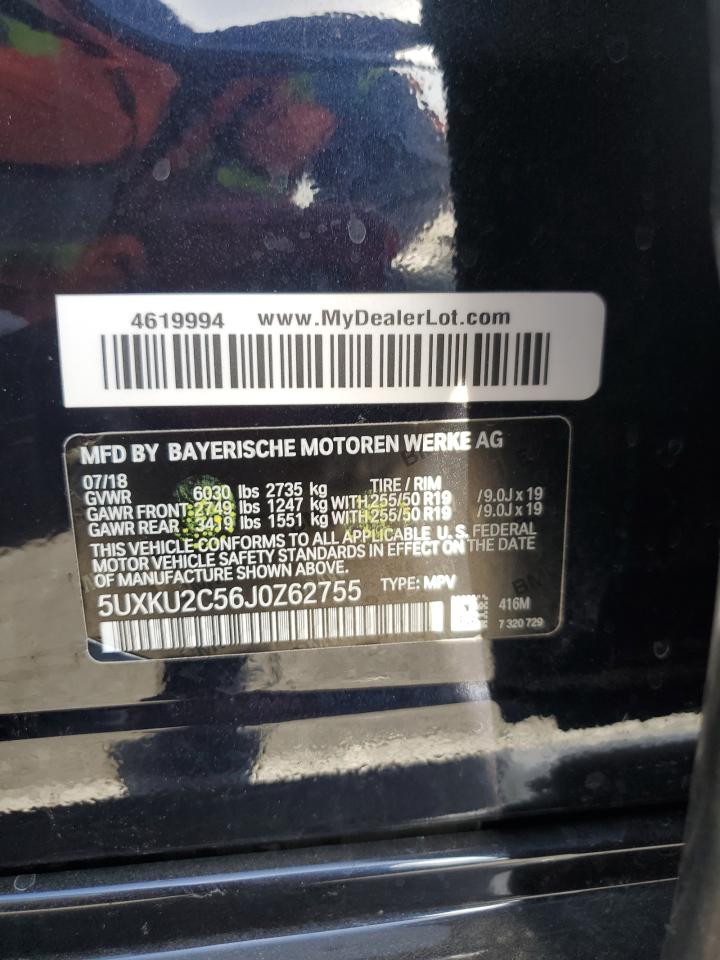 4619994 www.MyDealerLot.com
MFD BY BAYERISCHE MOTOREN WERKE AG
07/18 TIRE / RIM
GVWR 6030 lbs 2735 kg
GAWR FRONT 2749 lbs 1247 kg WITH 255/50 R19 /9.0J x 19
GAWR REAR 3419 lbs 1551 kg WITH 255/50 R19 /9.0J x 19
THIS VEHICLE CONFORMS TO ALL APPLICABLE U.S. FEDERAL
MOTOR VEHICLE SAFETY STANDARDS IN EFFECT ON THE DATE
OF MANUFACTURE SHOWN ABOVE.
5UXKU2C56J0Z62755 TYPE: MPV
416M
7 320 729